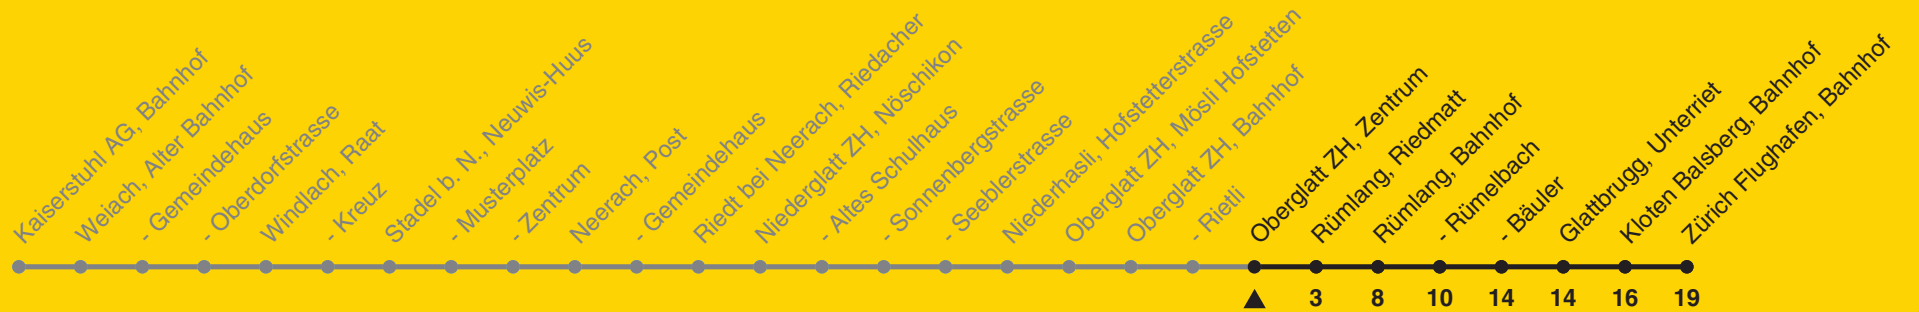 Kaiserstuhl AG, Bahnhof
Weiach, Alter Bahnhof
- Gemeindehaus
- Oberdorfstrasse
Windlach, Raat
- Kreuz
Stadel b. N., Neuwis-Huus
- Musterplatz
- Zentrum
Neerach, Post
- Gemeindehaus
Riedt bei Neerach, Riedacher
Niederglatt ZH, Nöschikon
- Altes Schulhaus
- Sonnenbergstrasse
- Seeblerstrasse
Niederhasli, Hofstetterstrasse
Oberglatt ZH, Mösli Hofstetten
Oberglatt ZH, Bahnhof
- Rietli
Oberglatt ZH, Zentrum
Rümlang, Riedmatt
Rümlang, Bahnhof
- Rümelbach
- Bäuler
Glattbrugg, Unterriet
Kloten Balsberg, Bahnhof
Zürich Flughafen, Bahnhof
3 8 10 14 14 16 19